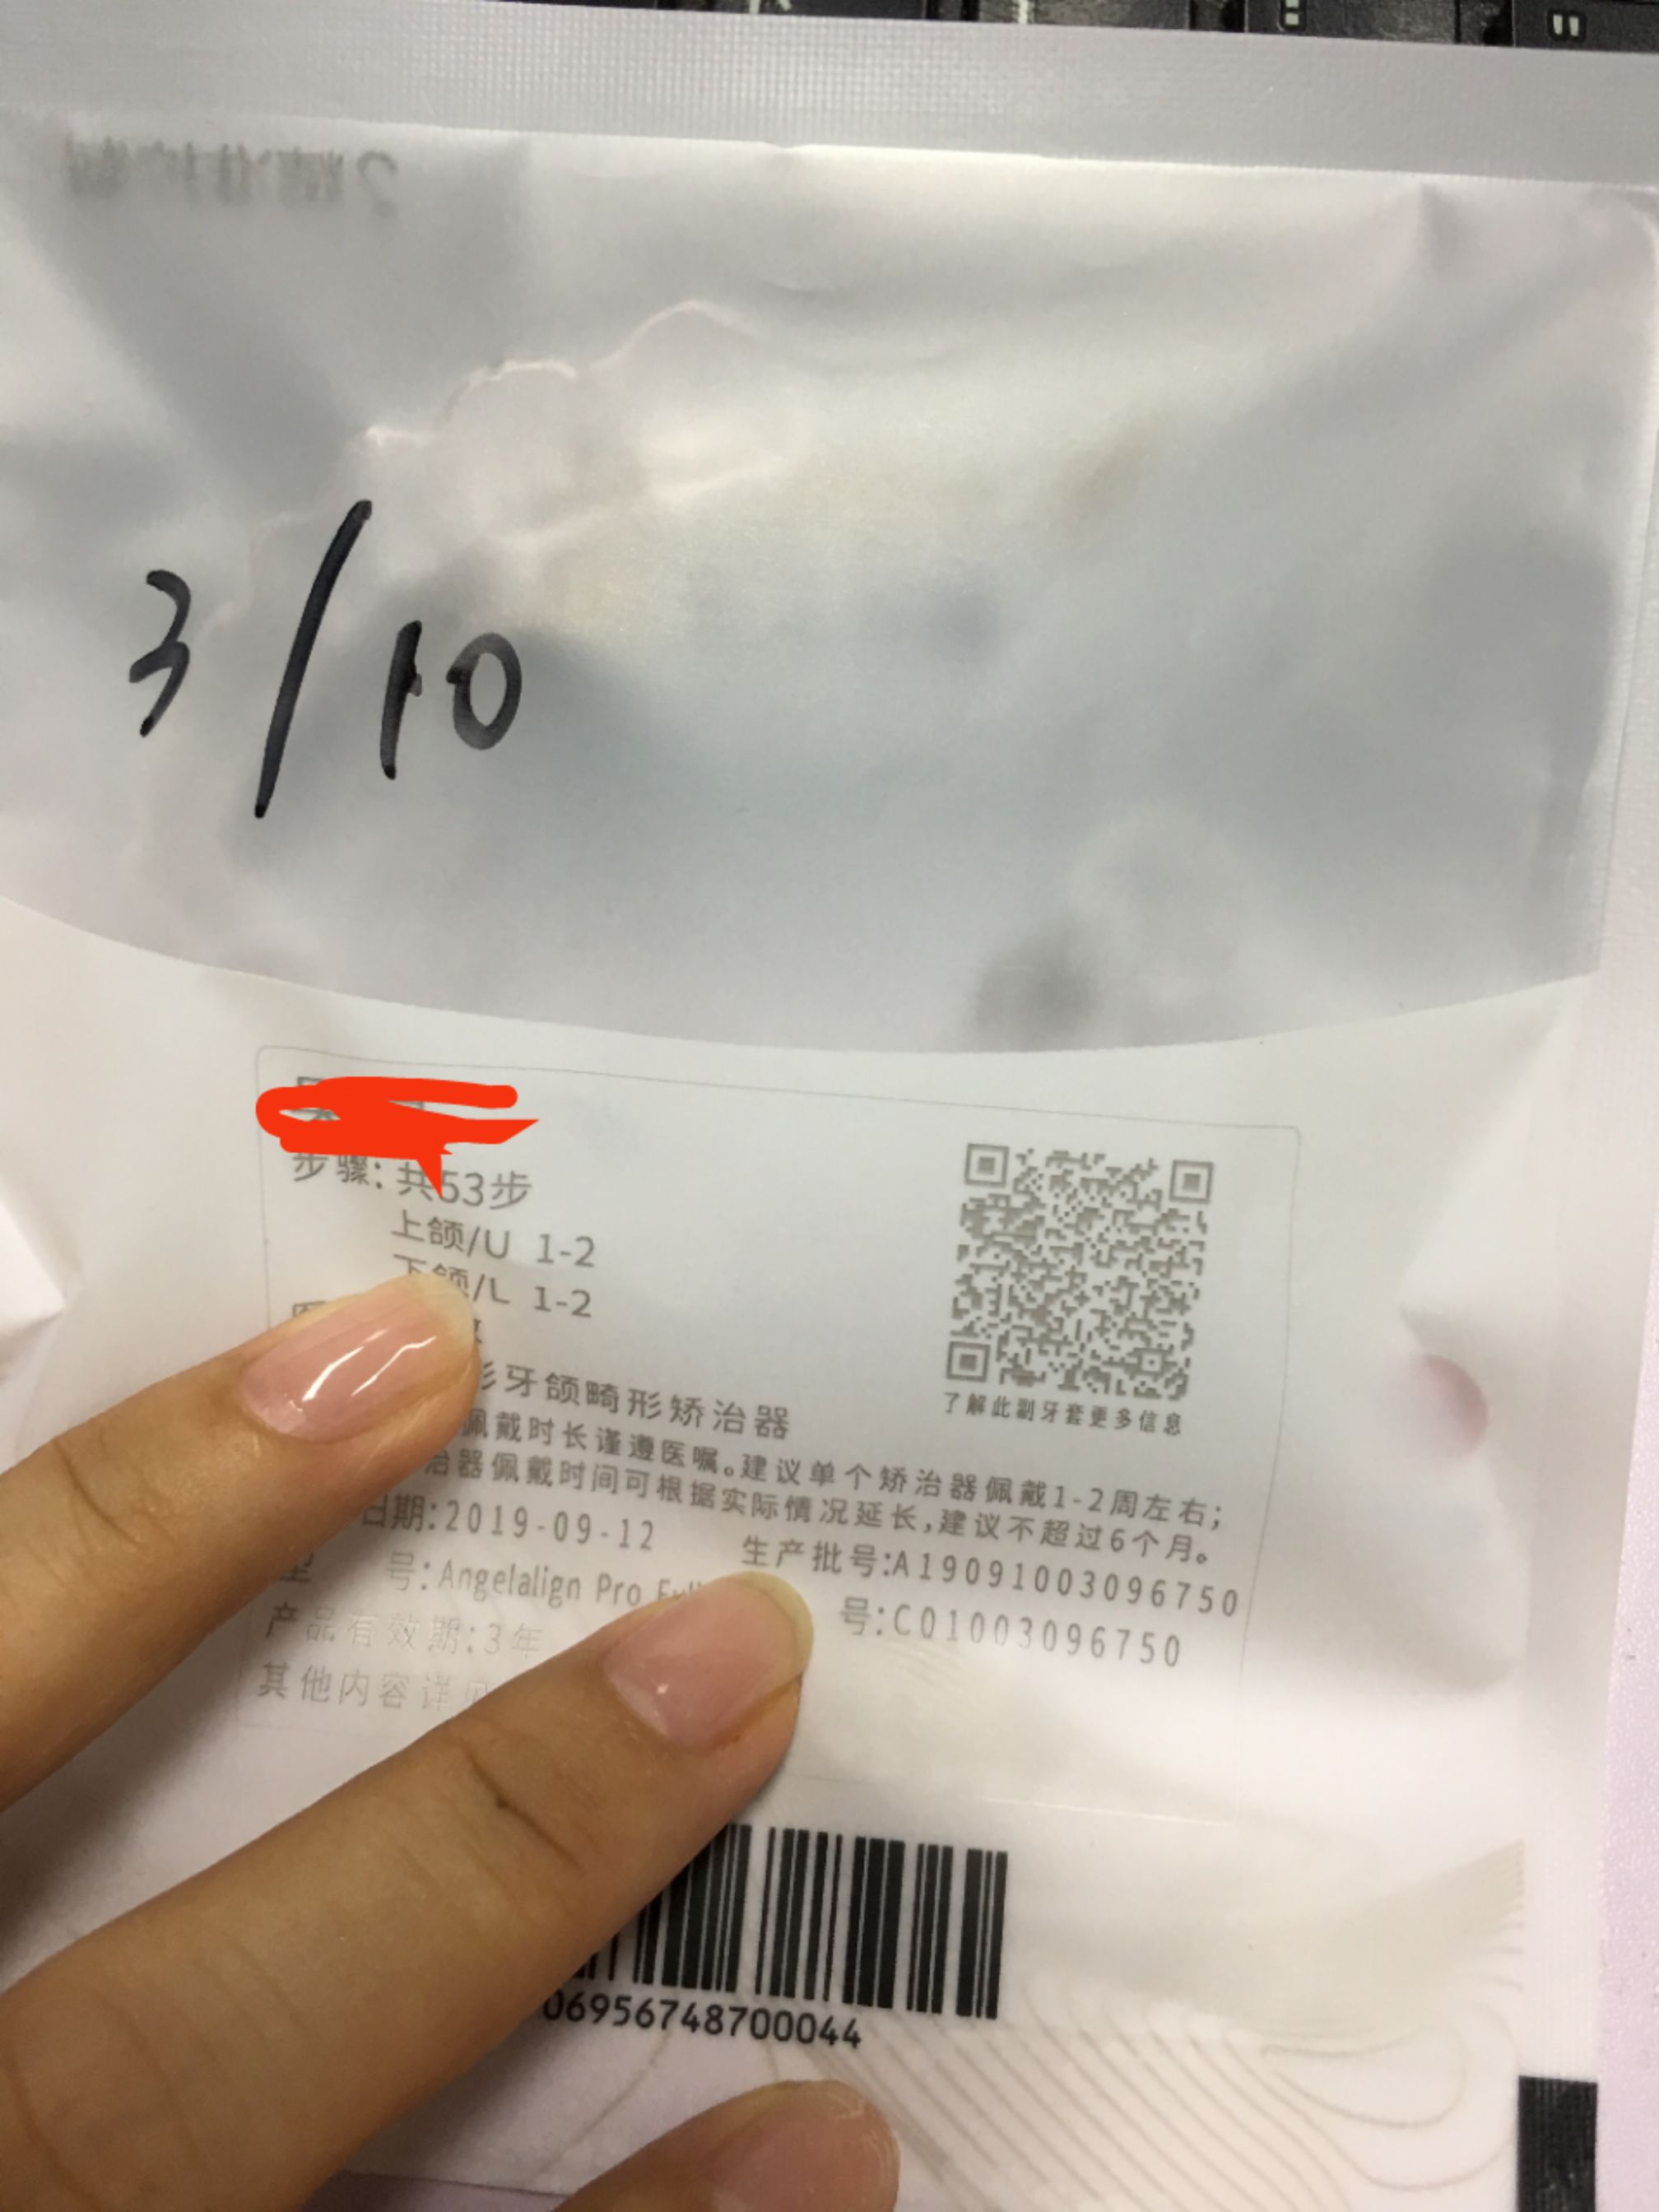 3/10
步骤: 共53步
上颌/U 1-2
下颌/L 1-2
形牙颌畸形矫治器
了解此副牙套更多信息
佩戴时长谨遵医嘱。建议单个矫治器佩戴1-2周左右;
治器佩戴时间可根据实际情况延长,建议不超过6个月。
日期:2019-09-12 生产批号:A19091003096750
型 号:Angelalign Pro 号:C01003096750
产品有效期:3年
其他内容详见
06956748700044